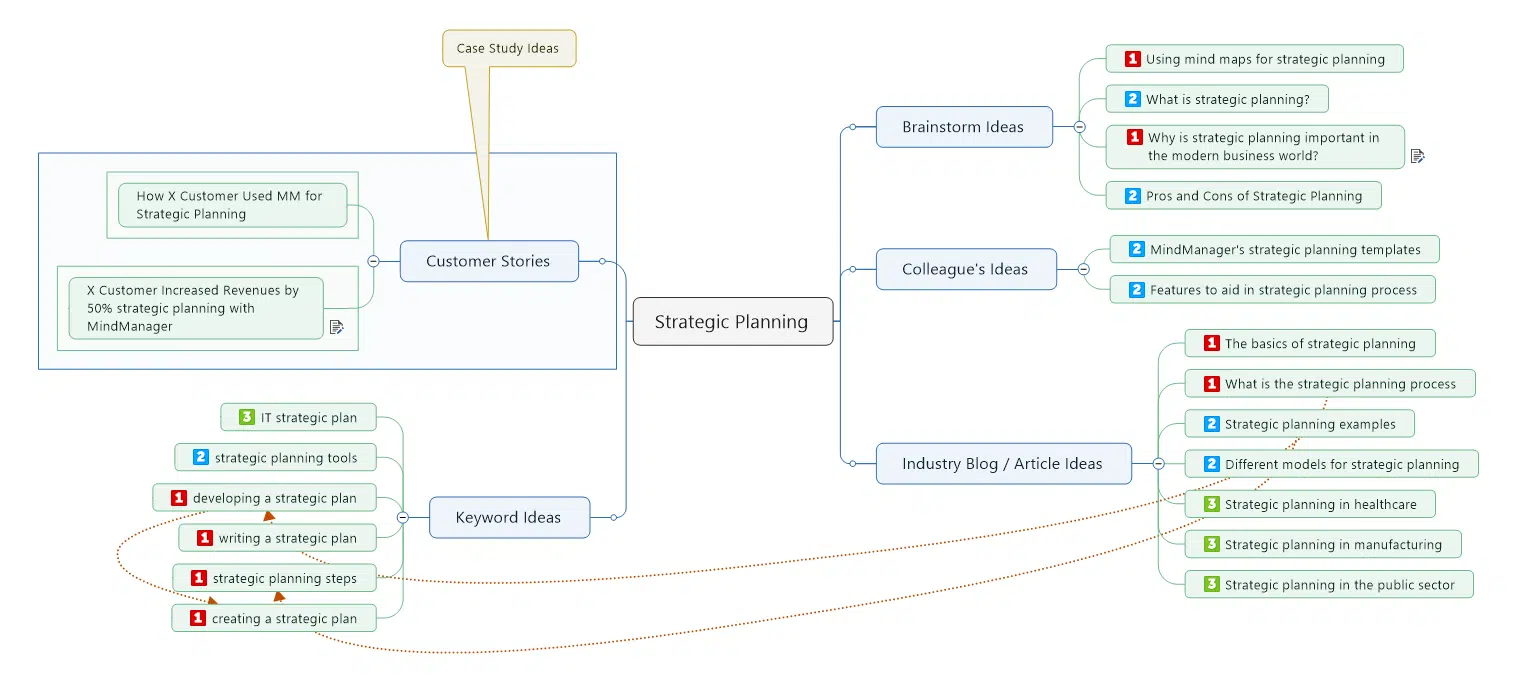 Case Study Ideas
How X Customer Used MM for
Strategic Planning
X Customer Increased Revenues by
50% strategic planning with
MindManager
Customer Stories
3 IT strategic plan
2 strategic planning tools
1 developing a strategic plan
1 writing a strategic plan
1 strategic planning steps
1 creating a strategic plan
Keyword Ideas
Strategic Planning
Brainstorm Ideas
1 Using mind maps for strategic planning
2 What is strategic planning?
1 Why is strategic planning important in
the modern business world?
2 Pros and Cons of Strategic Planning
Colleague's Ideas
2 MindManager's strategic planning templates
2 Features to aid in strategic planning process
Industry Blog / Article Ideas
1 The basics of strategic planning
1 What is the strategic planning process
2 Strategic planning examples
2 Different models for strategic planning
3 Strategic planning in healthcare
3 Strategic planning in manufacturing
3 Strategic planning in the public sector